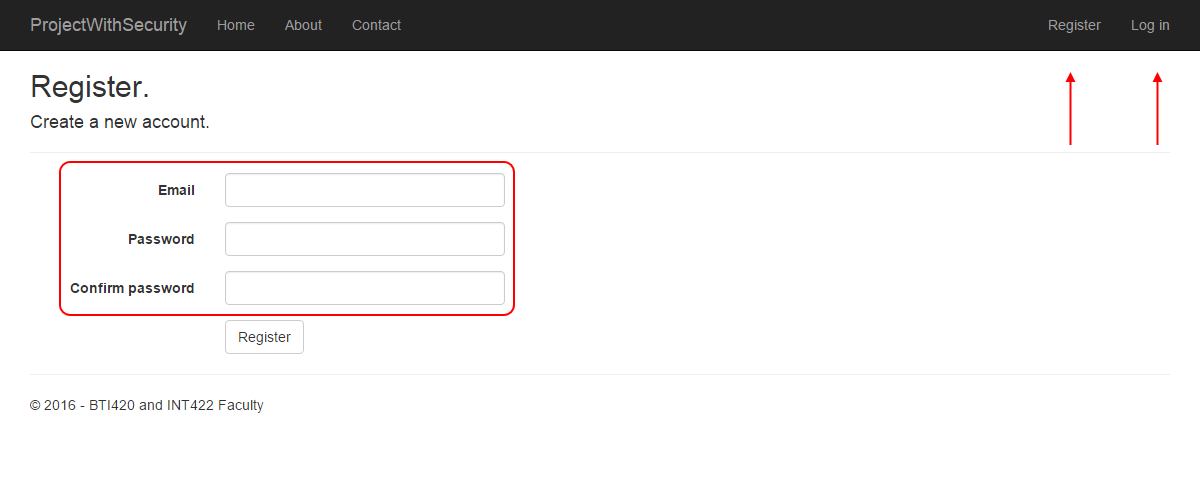 ProjectWithSecurity Home About Contact Register Log in
Register.
Create a new account.
Email
Password
Confirm password
Register
© 2016 - BTI420 and INT422 Faculty